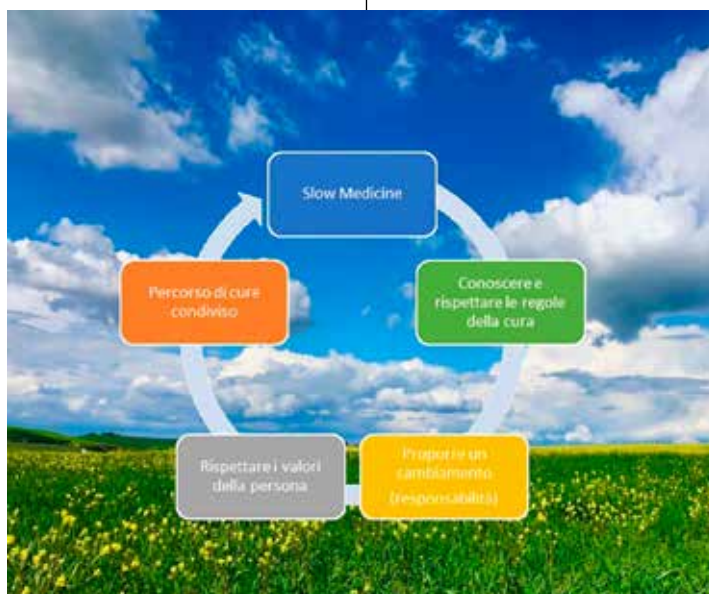 Slow Medicine
Conoscere e
rispettare le regole
della cura
Proporre un
cambiamento
(responsabilità)
Rispettare i valori
della persona
Percorso di cure
condiviso